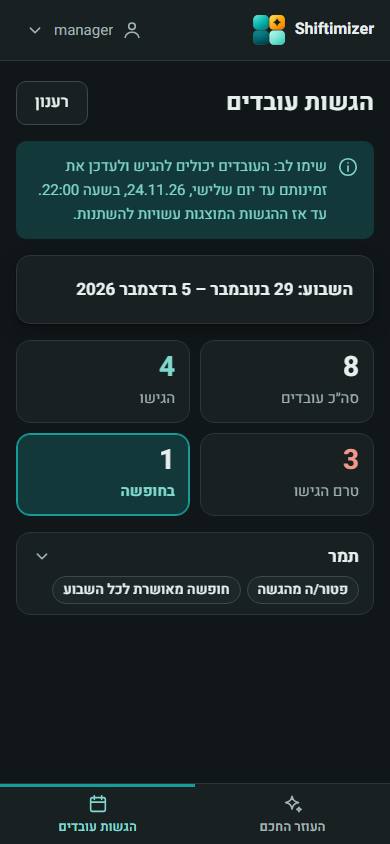 Shiftimizer
manager
הגשות עובדים
רענון
שימו לב: העובדים יכולים להגיש ולעדכן את
זמינותם עד יום שלישי, 24.11.26, בשעה 22:00.
עד אז ההגשות המוצגות עשויות להשתנות.
השבוע: 29 בנובמבר – 5 בדצמבר 2026
8
סה"כ עובדים
4
הגישו
3
טרם הגישו
1
בחופשה
תמר
פטור/ה מהגשה
חופשה מאושרת לכל השבוע
העוזר החכם
הגשות עובדים